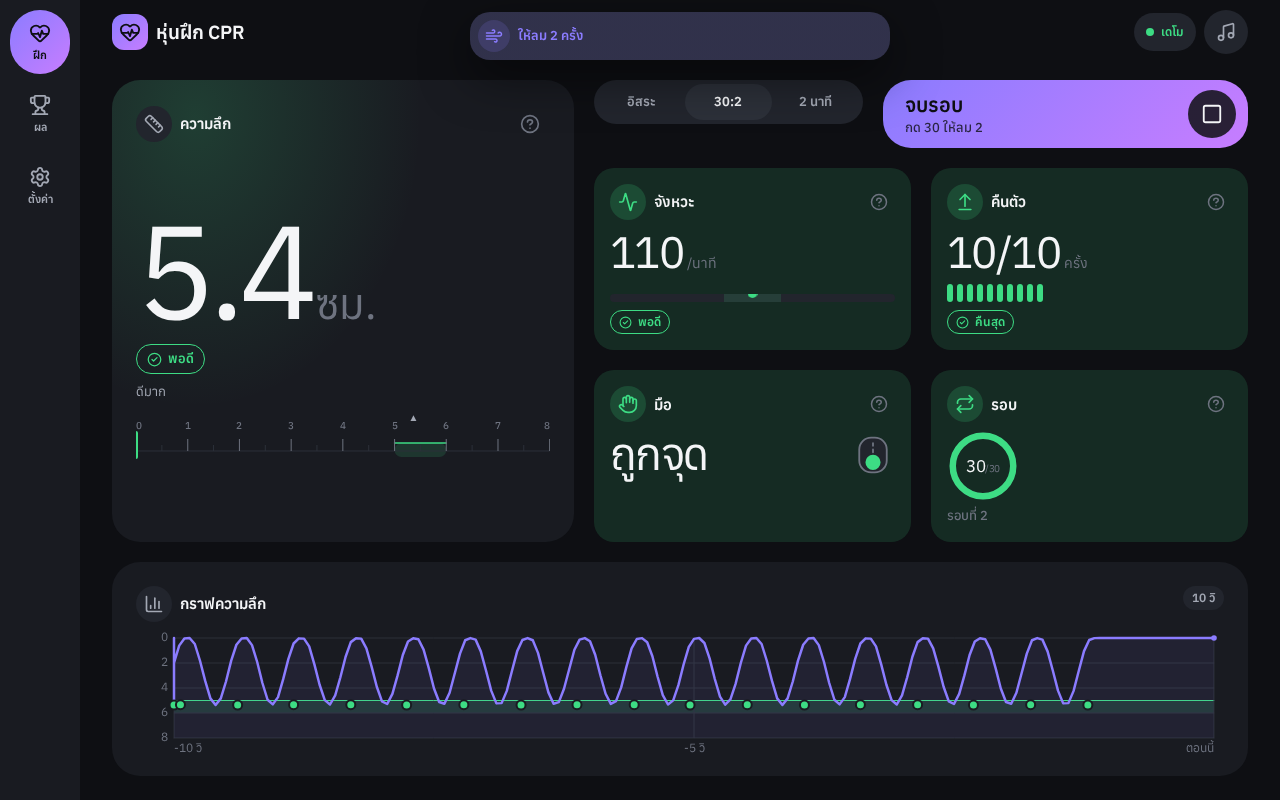 ฝึก
ผล
ตั้งค่า
หุ่นฝึก CPR
ให้ลม 2 ครั้ง
เดโม
ความลึก
5.4 ซม.
พอดี
ดีมาก
0 1 2 3 4 5 6 7 8
อิสระ 30:2 2 นาที
จบรอบ
กด 30 ให้ลม 2
จังหวะ
110 /นาที
พอดี
คืนตัว
10/10 ครั้ง
คืนสุด
มือ
ถูกจุด
รอบ
30/30
รอบที่ 2
กราฟความลึก
10 วิ
0
2
4
6
8
-10 วิ -5 วิ ตอนนี้